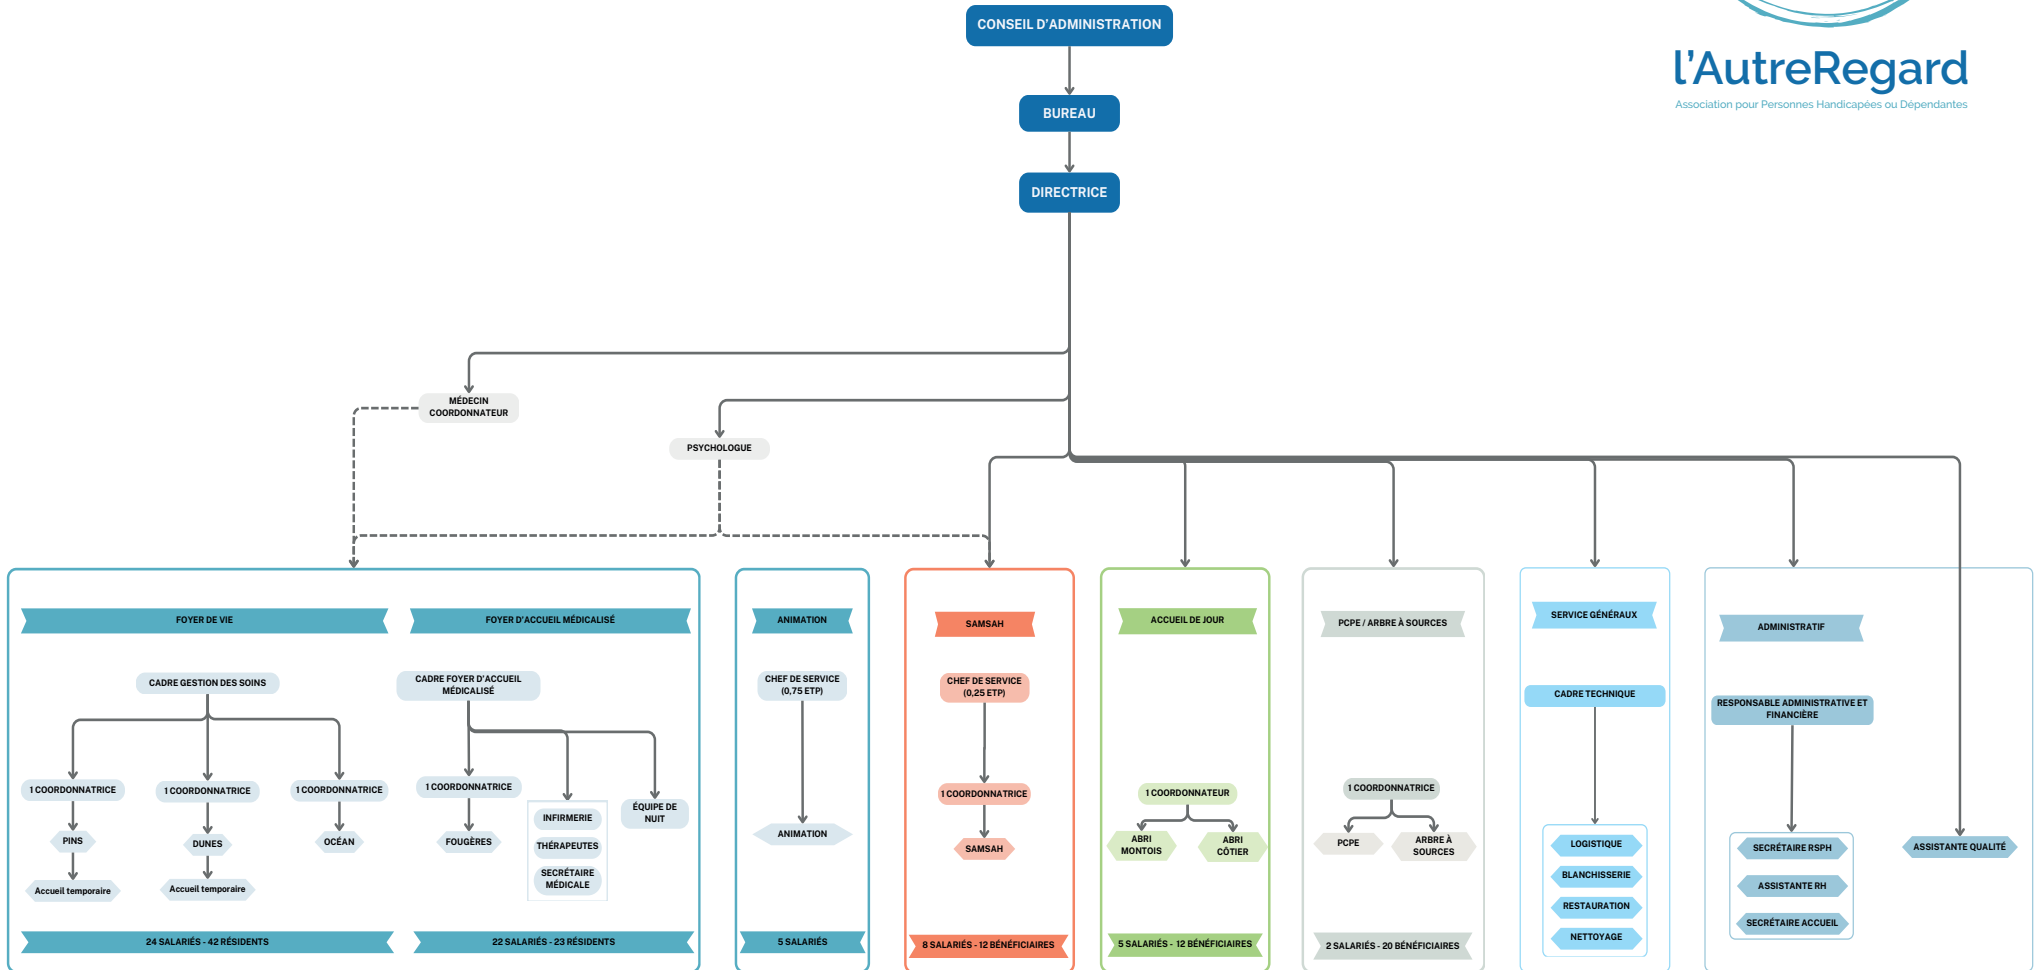 CONSEIL D'ADMINISTRATION
l'AutreRegard
Association pour Personnes Handicapées ou Dépendantes
BUREAU
DIRECTRICE
MÉDECIN
COORDONNATEUR
PSYCHOLOGUE
FOYER DE VIE
CADRE GESTION DES SOINS
1 COORDONNATRICE
1 COORDONNATRICE
1 COORDONNATRICE
PINS
DUNES
OCÉAN
Accueil temporaire
Accueil temporaire
24 SALARIÉS - 42 RÉSIDENTS
FOYER D'ACCUEIL MÉDICALISÉ
CADRE FOYER D'ACCUEIL
MÉDICALISÉ
1 COORDONNATRICE
FOUGÈRES
INFIRMERIE
THÉRAPEUTES
SECRÉTAIRE
MÉDICALE
ÉQUIPE DE
NUIT
22 SALARIÉS - 23 RÉSIDENTS
ANIMATION
CHEF DE SERVICE
(0,75 ETP)
ANIMATION
5 SALARIÉS
SAMSAH
CHEF DE SERVICE
(0,25 ETP)
1 COORDONNATRICE
SAMSAH
8 SALARIÉS - 12 BÉNÉFICIAIRES
ACCUEIL DE JOUR
1 COORDONNATEUR
ABRI
MONTOIS
ABRI
CÔTIER
5 SALARIÉS - 12 BÉNÉFICIAIRES
PCPE / ARBRE À SOURCES
1 COORDONNATRICE
PCPE
ARBRE À
SOURCES
2 SALARIÉS - 20 BÉNÉFICIAIRES
SERVICE GÉNÉRAUX
CADRE TECHNIQUE
LOGISTIQUE
BLANCHISSERIE
RESTAURATION
NETTOYAGE
ADMINISTRATIF
RESPONSABLE ADMINISTRATIVE ET
FINANCIÈRE
SECRÉTAIRE RSPH
ASSISTANTE RH
SECRÉTAIRE ACCUEIL
ASSISTANTE QUALITÉ